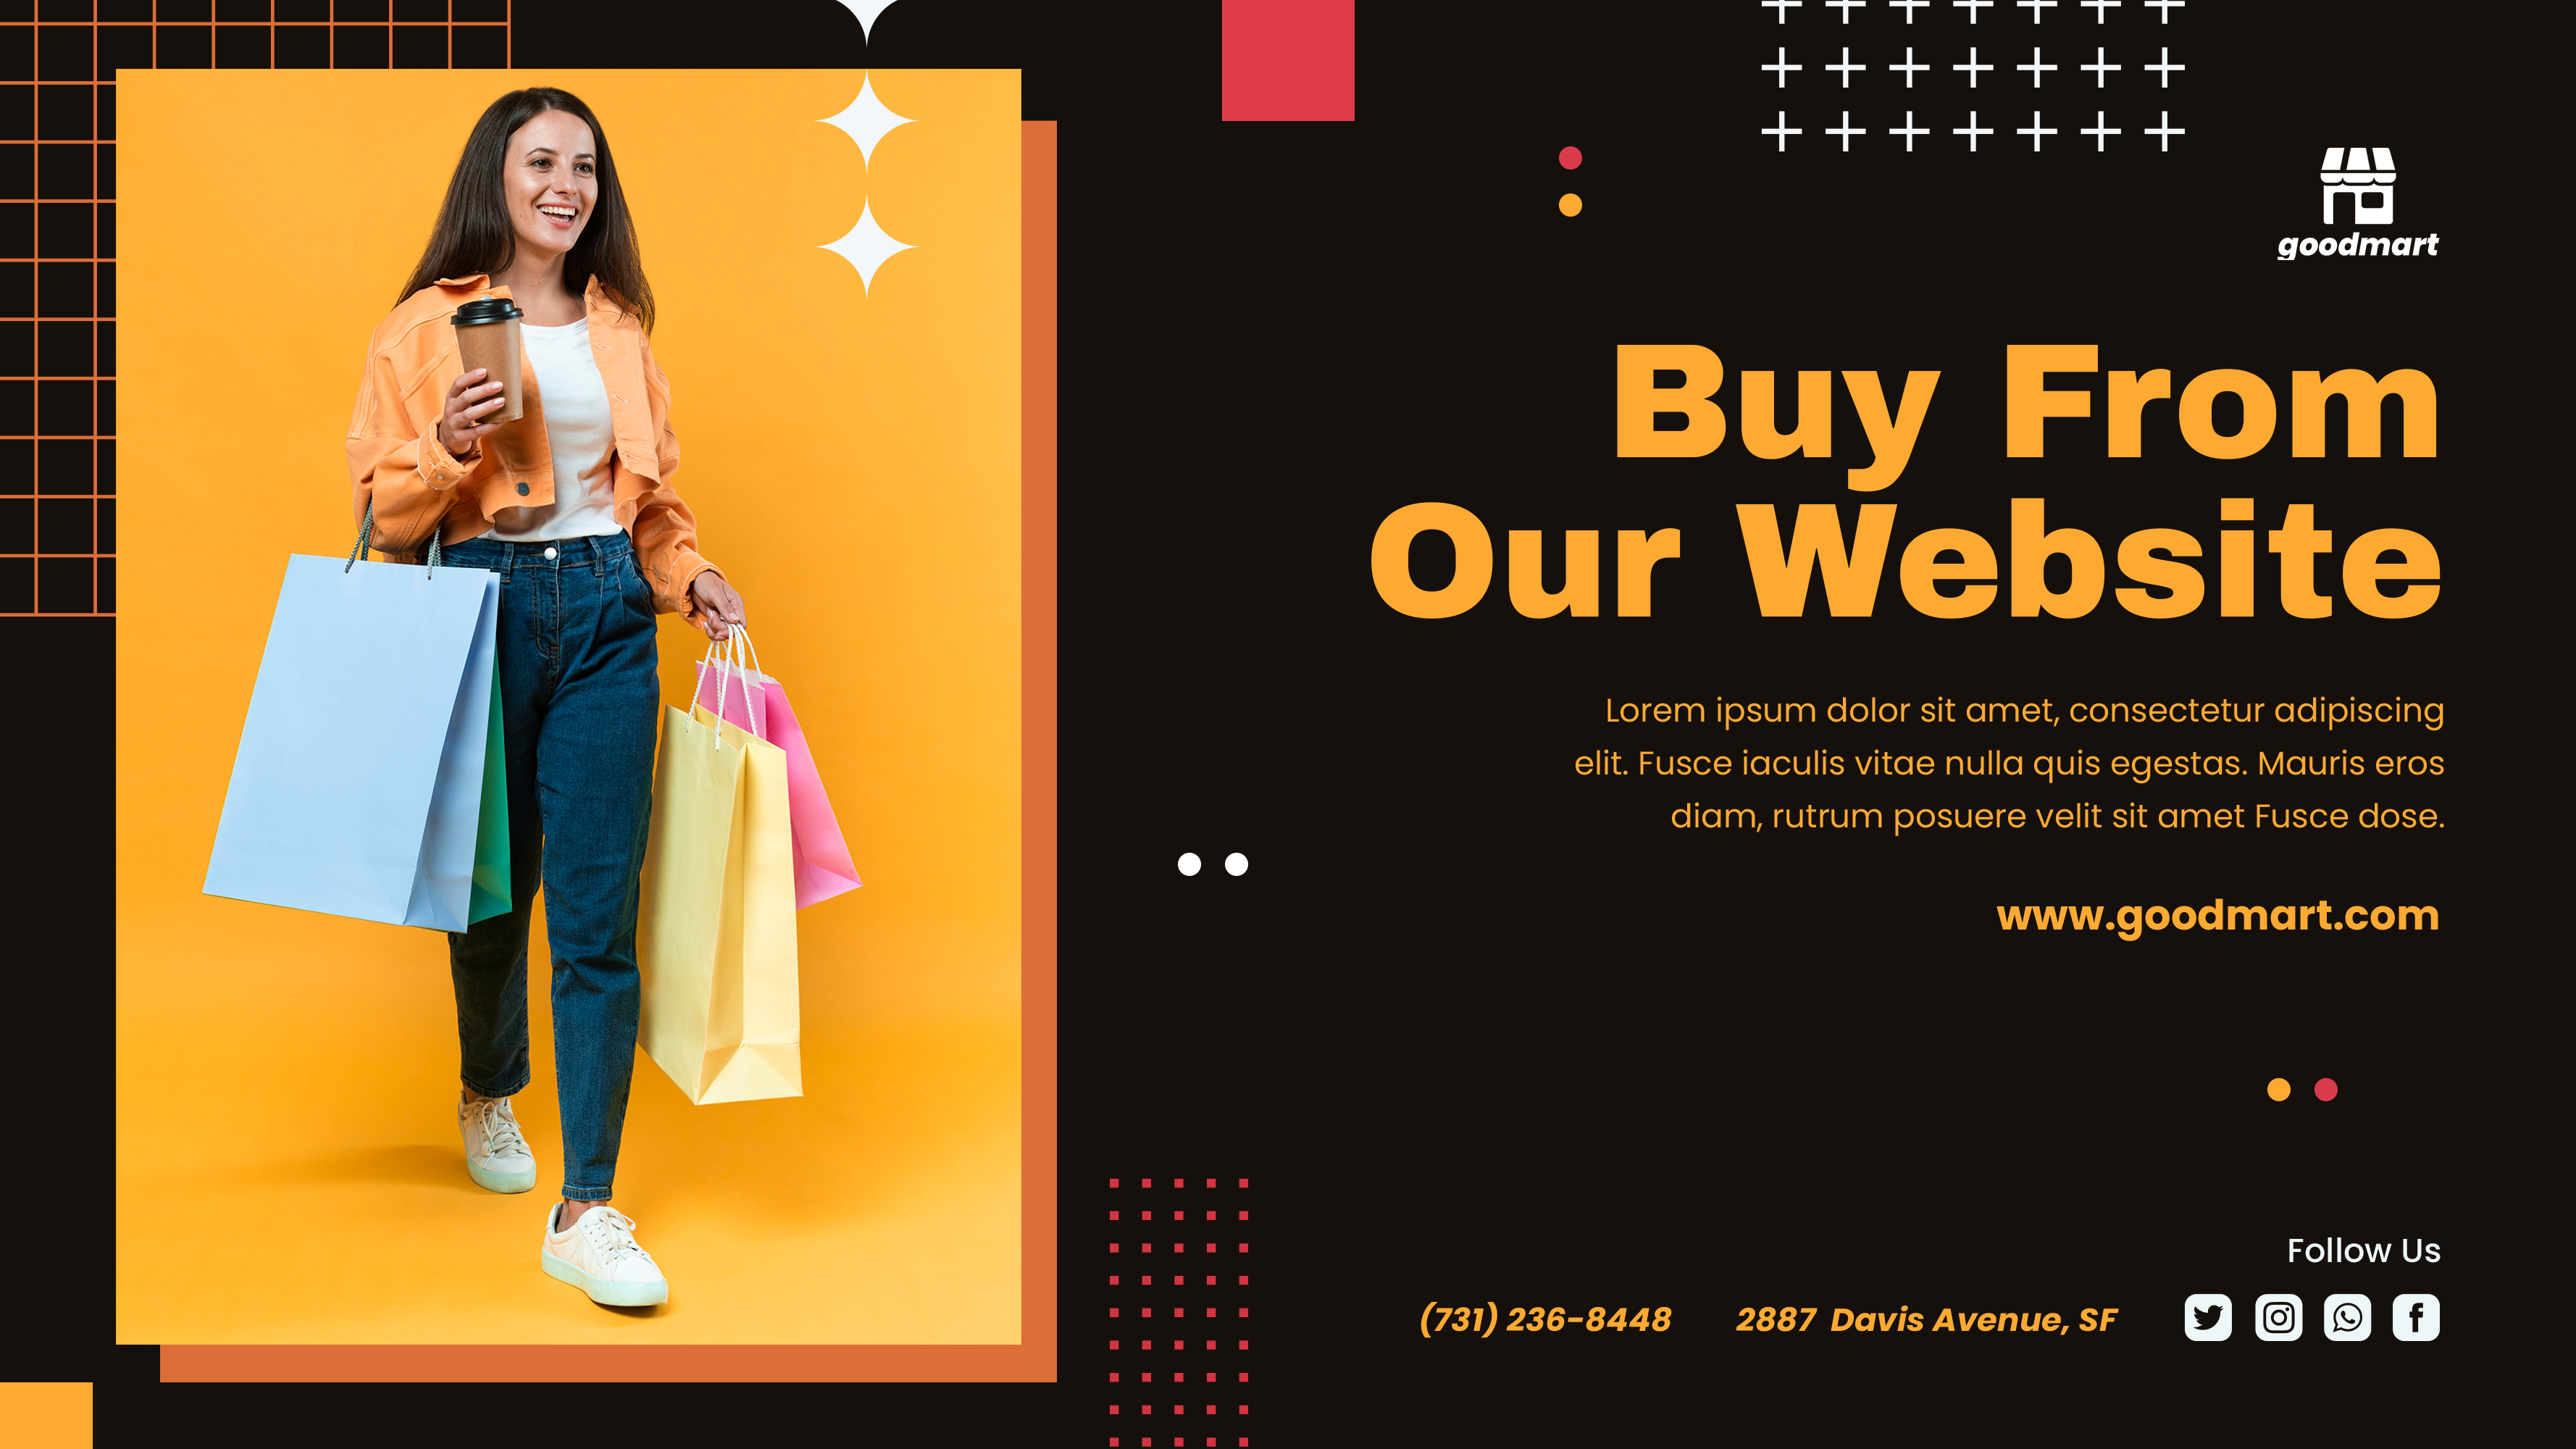 goodmart
Buy From
Our Website
Lorem ipsum dolor sit amet, consectetur adipiscing
elit. Fusce iaculis vitae nulla quis egestas. Mauris eros
diam, rutrum posuere velit sit amet Fusce dose.
www.goodmart.com
Follow Us
(731) 236-8448 2887 Davis Avenue, SF